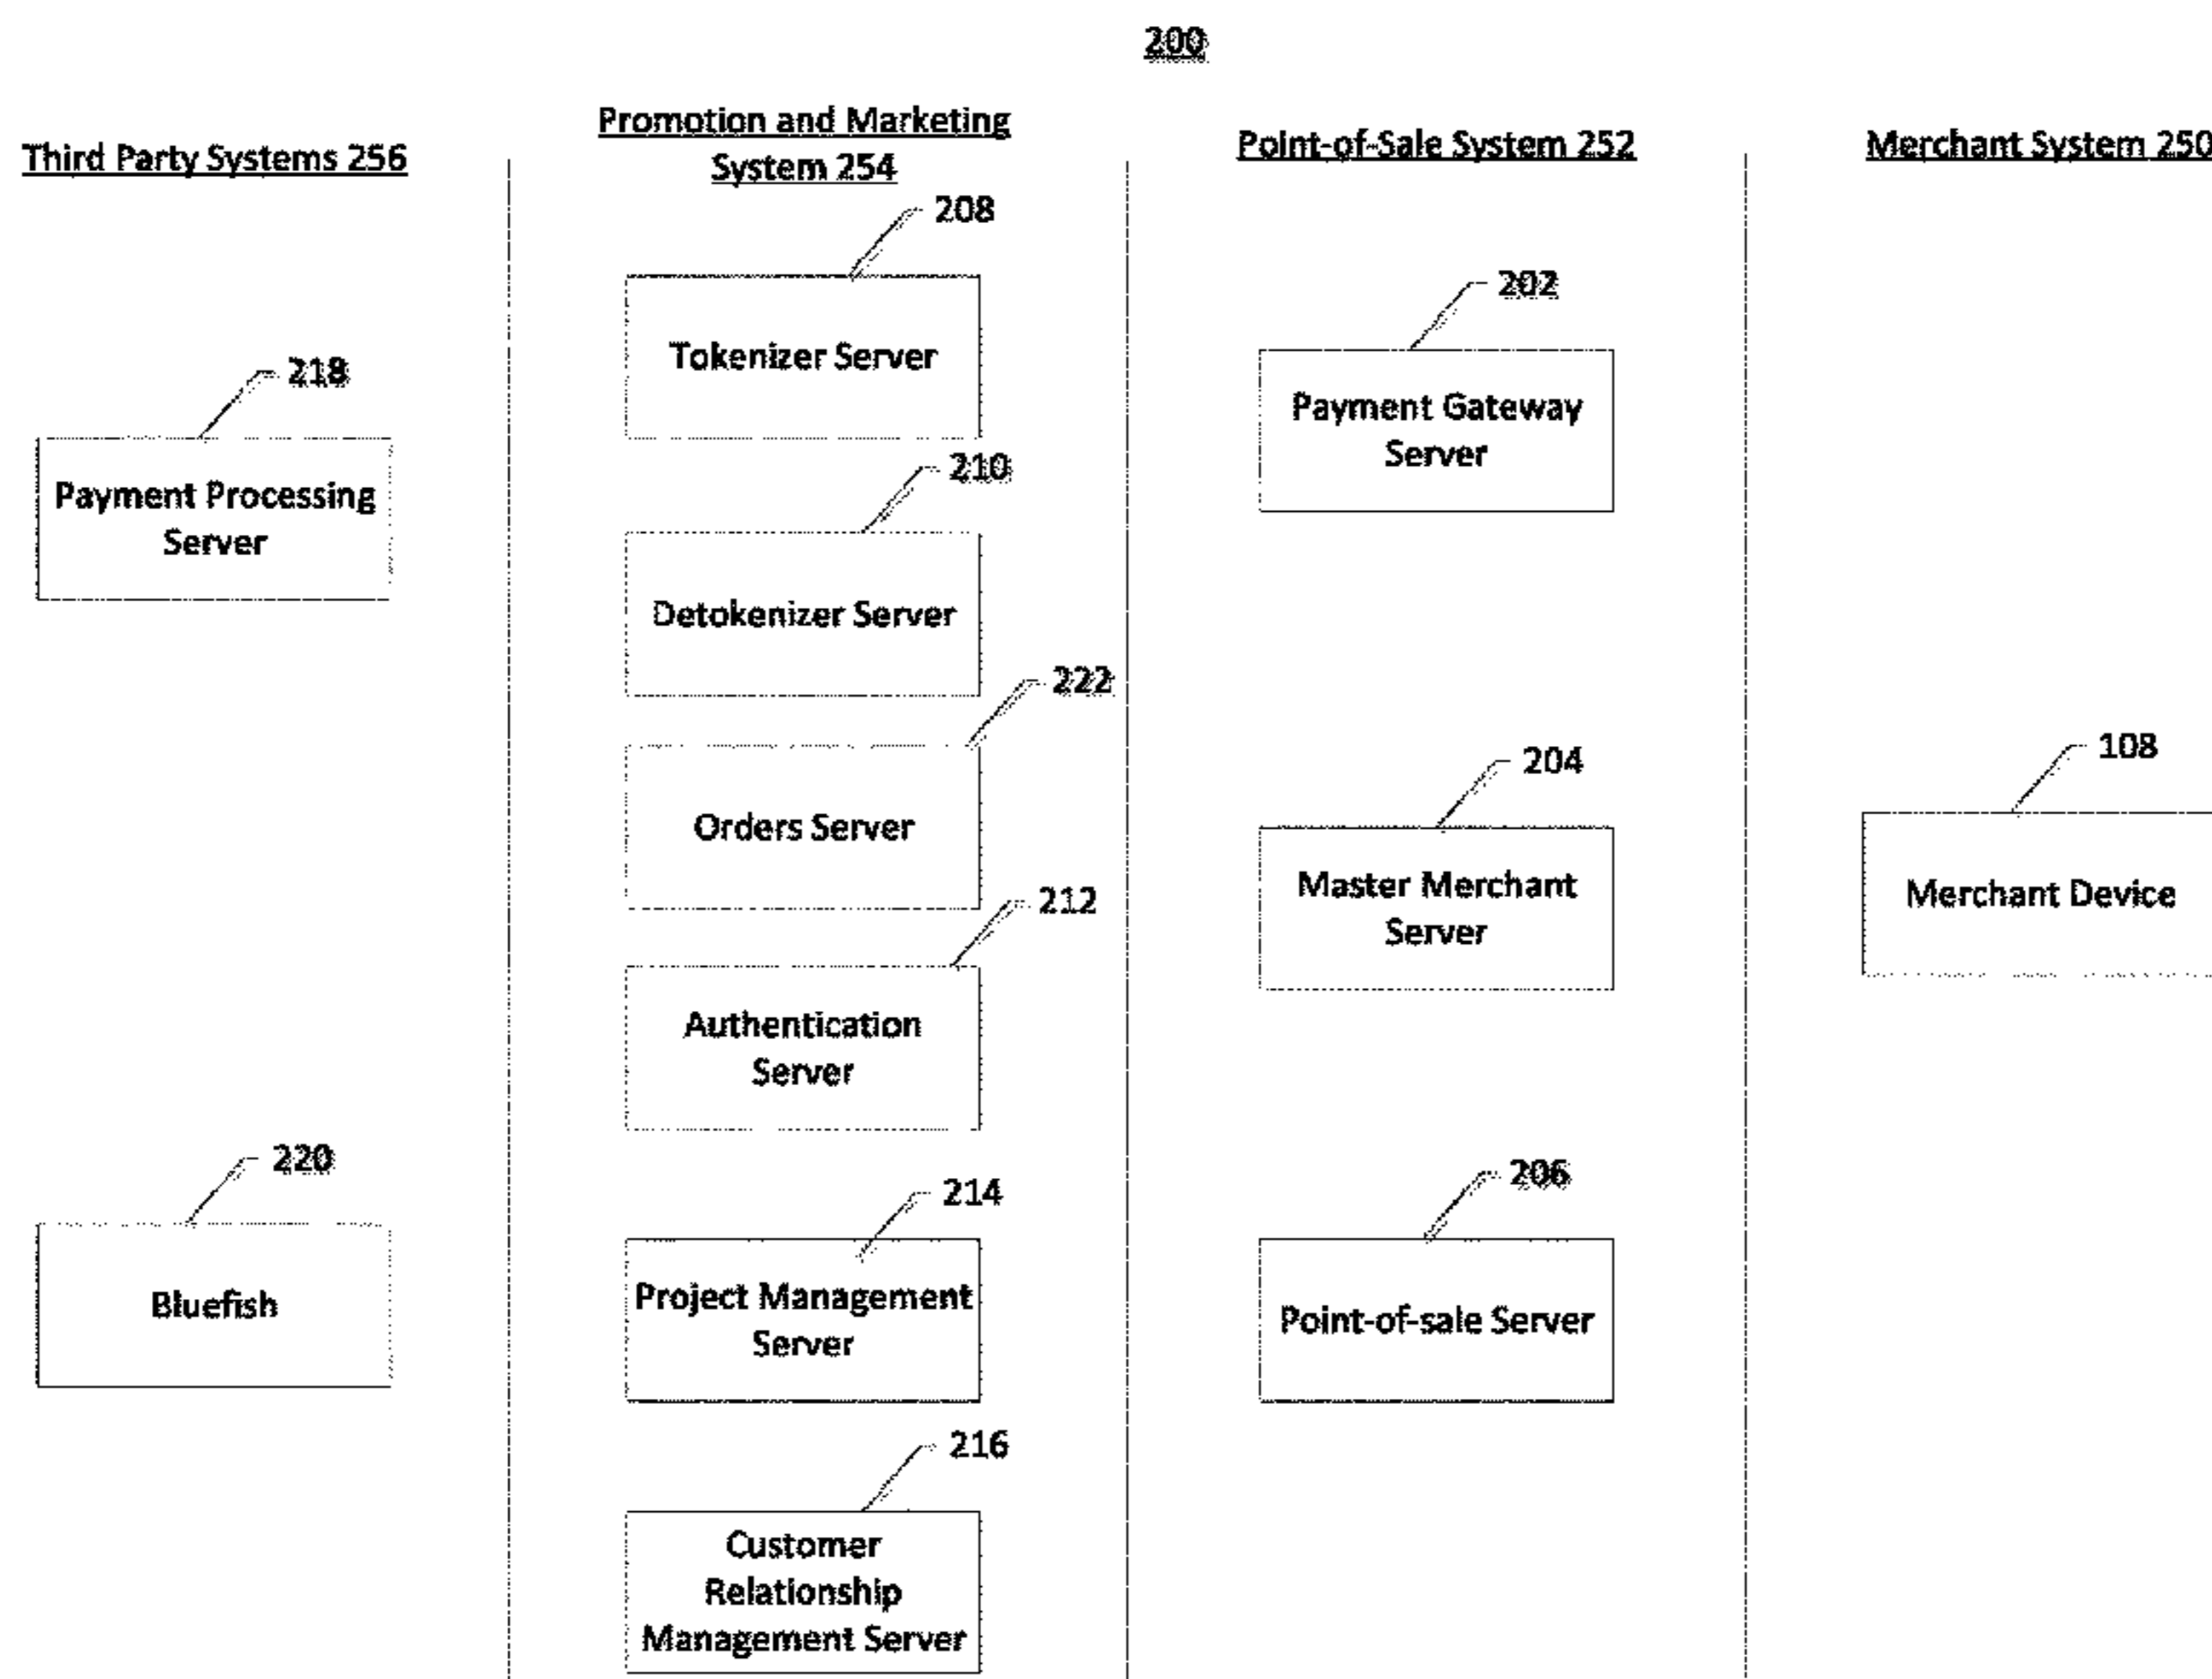 200
Third Party Systems 256
218
Payment Processing
Server
220
Bluefish
Promotion and Marketing
System 254
208
Tokenizer Server
210
Detokenizer Server
222
Orders Server
212
Authentication
Server
214
Project Management
Server
216
Customer
Relationship
Management Server
Point-of-Sale System 252
202
Payment Gateway
Server
204
Master Merchant
Server
206
Point-of-sale Server
Merchant System 250
108
Merchant Device